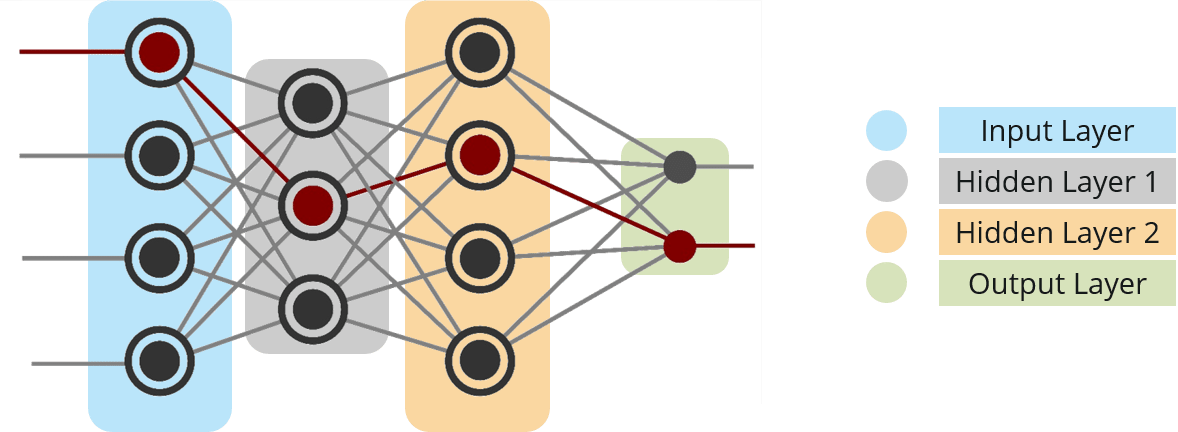 Input Layer
Hidden Layer 1
Hidden Layer 2
Output Layer